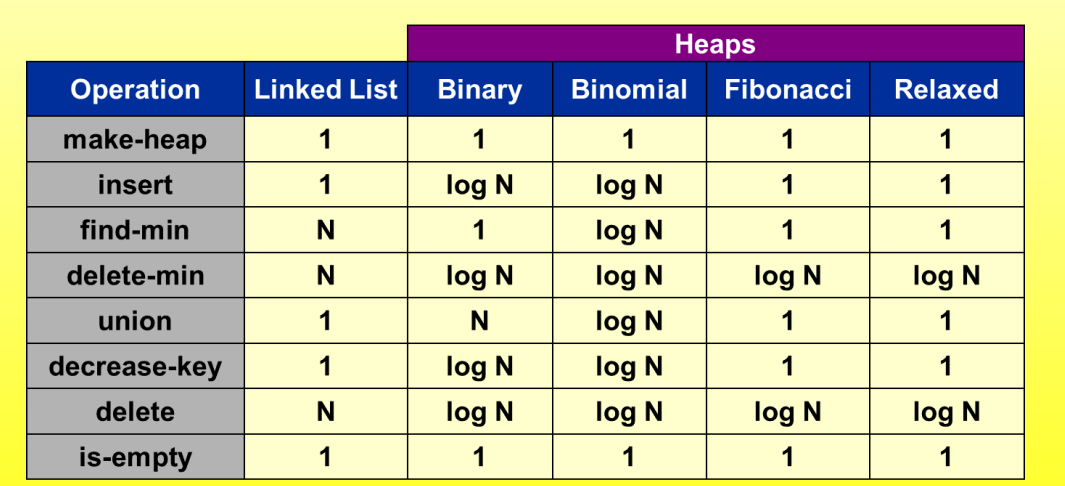 Heaps
Operation Linked List Binary Binomial Fibonacci Relaxed
make-heap 1 1 1 1 1
insert 1 log N log N 1 1
find-min N 1 log N 1 1
delete-min N log N log N log N log N
union 1 N log N 1 1
decrease-key 1 log N log N 1 1
delete N log N log N log N log N
is-empty 1 1 1 1 1